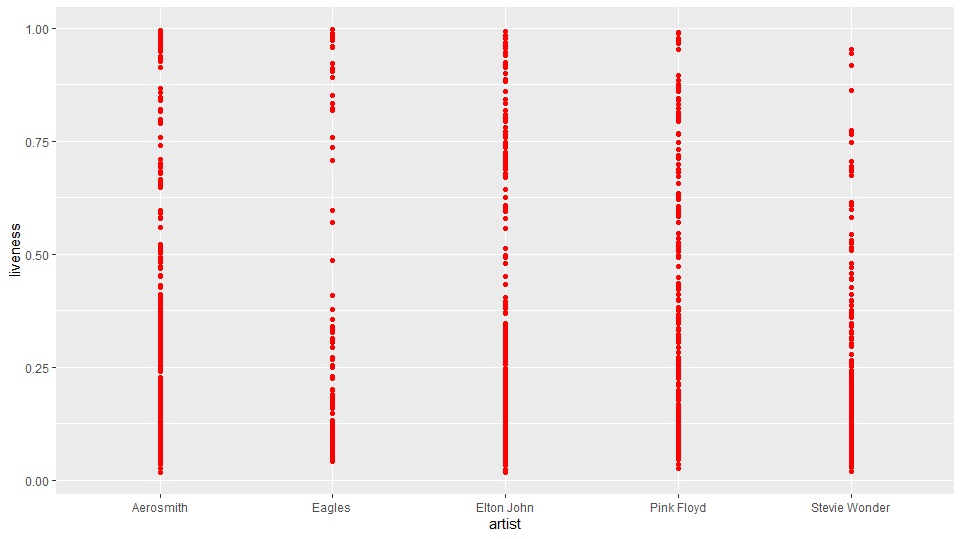 1.00
0.75
0.50
0.25
0.00
liveness
Aerosmith Eagles Elton John Pink Floyd Stevie Wonder
artist